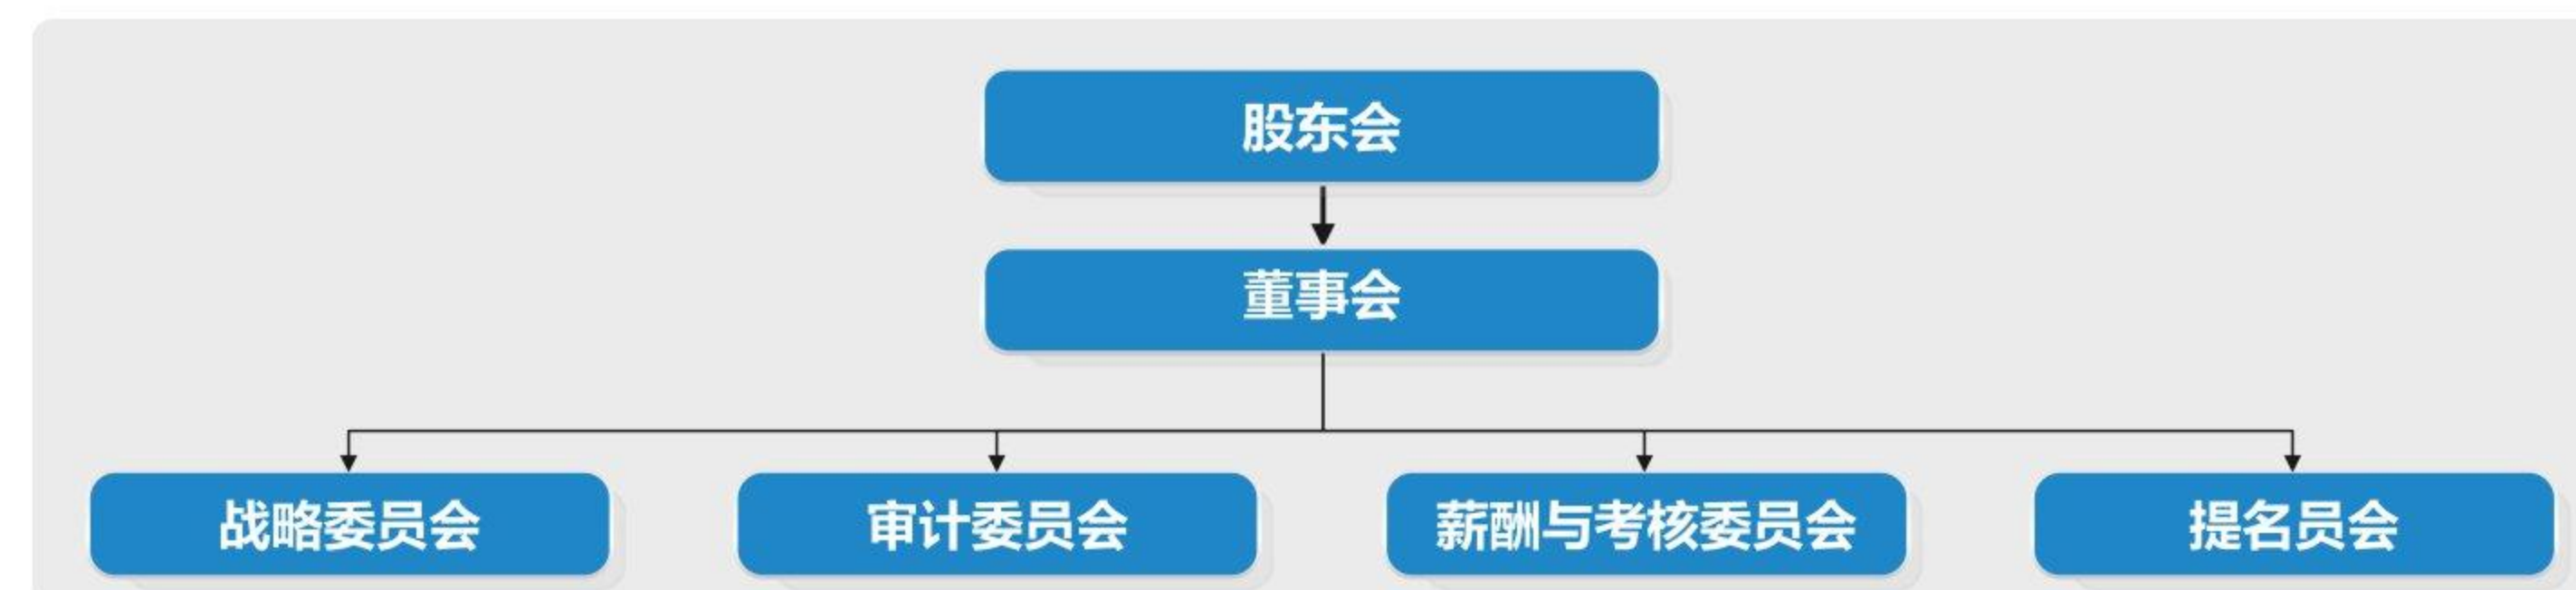 股东会
董事会
战略委员会
审计委员会
薪酬与考核委员会
提名员会